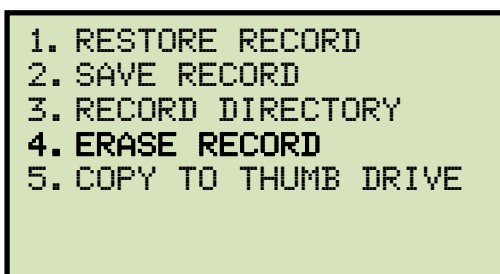 1. RESTORE RECORD
2. SAVE RECORD
3. RECORD DIRECTORY
4. ERASE RECORD
5. COPY TO THUMB DRIVE